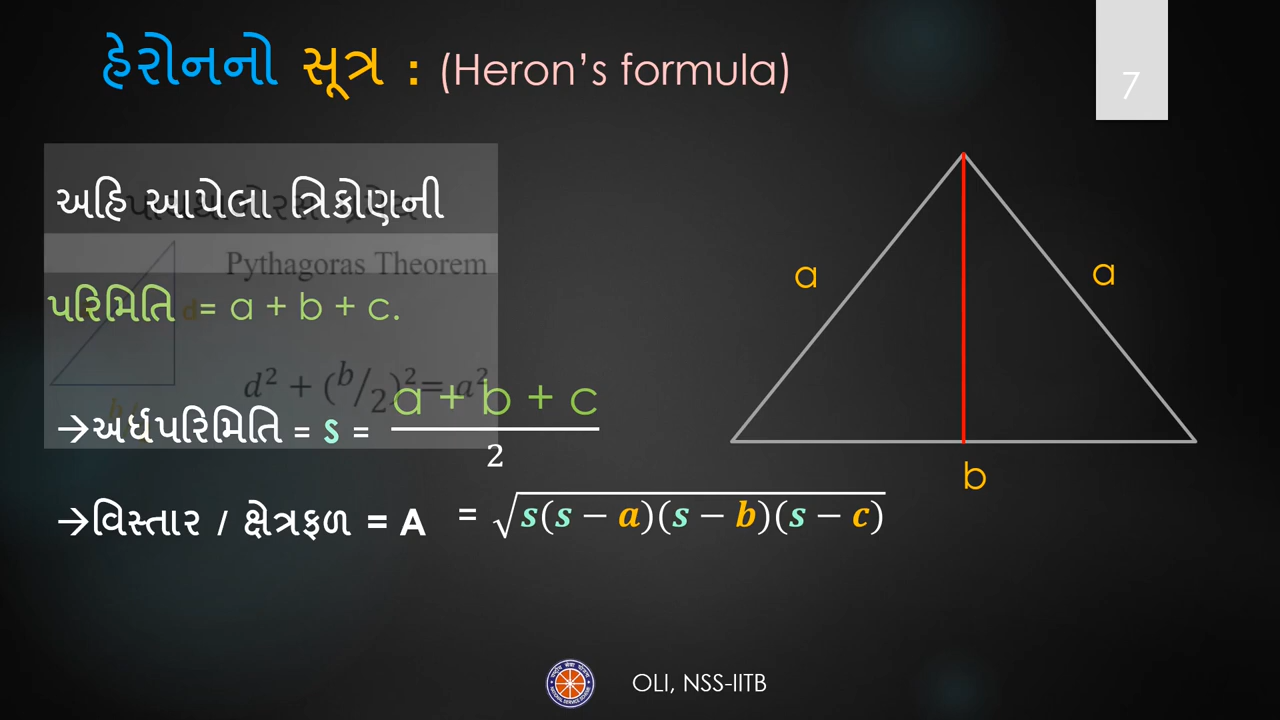 હેરોનનો સૂત્ર : (Heron’s formula)
7
અહિ આપેલા ત્રિકોણની
Pythagoras Theorem
પરિમિતિ = a + b + c.
d
d² + (b/2)² = a²
→અર્ધપરિમિતિ = s = a + b + c / 2
→વિસ્તાર / ક્ષેત્રફળ = A = √s(s − a)(s − b)(s − c)
a
a
b
OLI, NSS-IITB